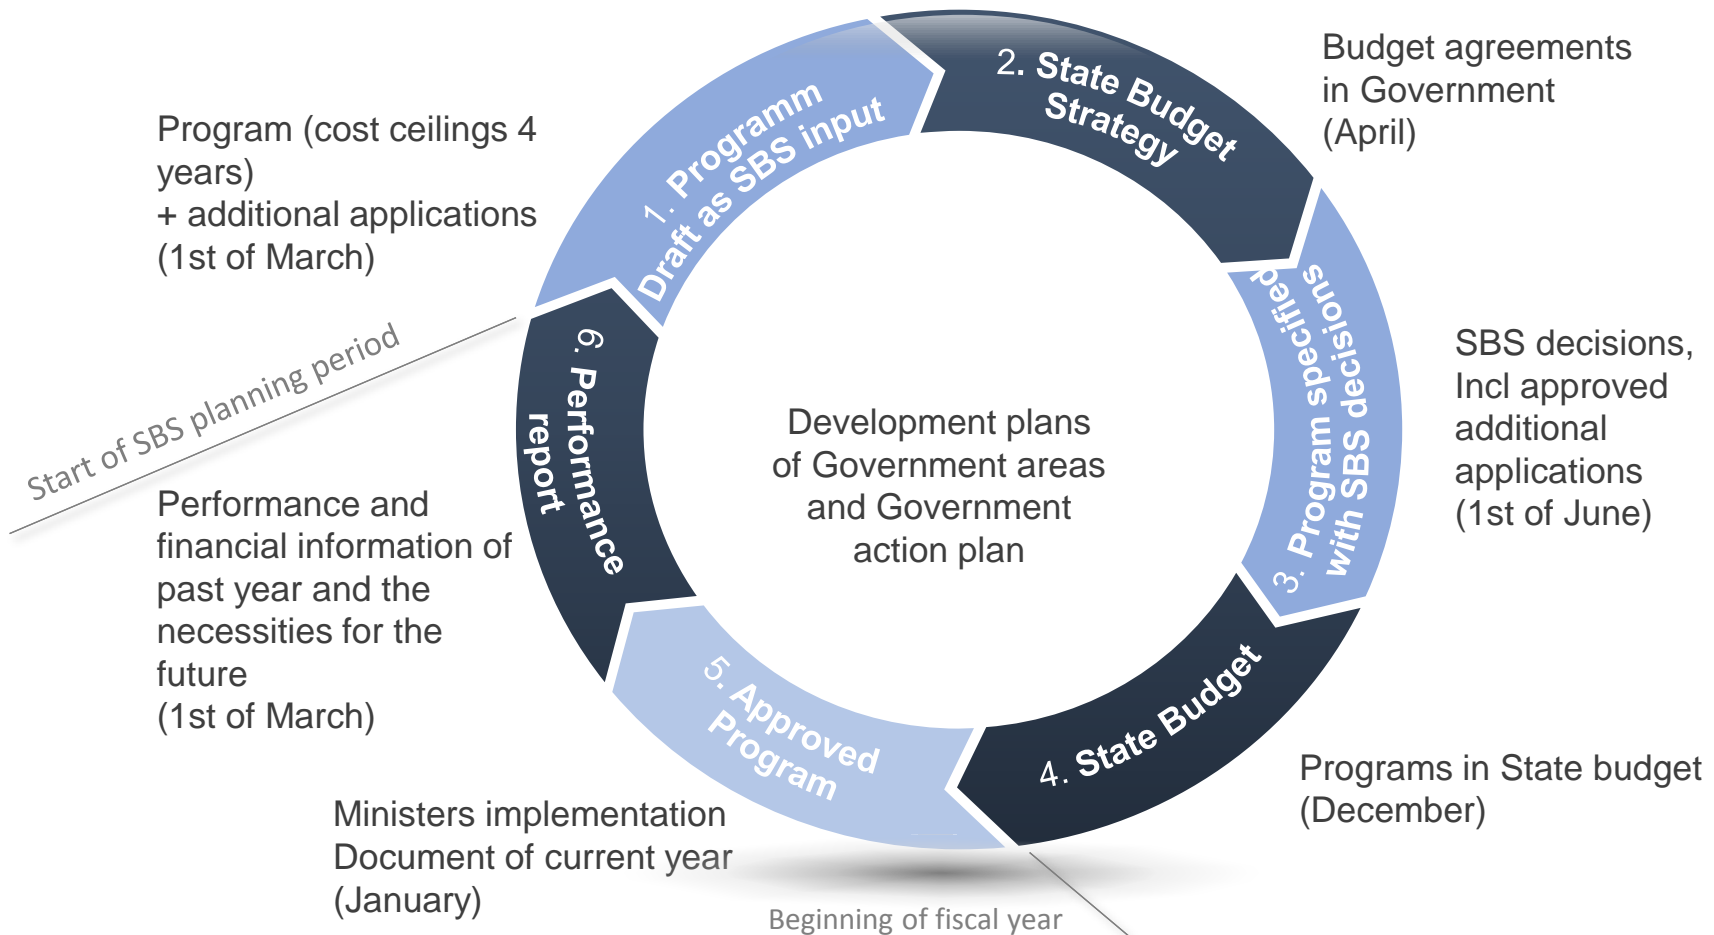 1. Programm
Draft as SBS input
2. State Budget
Strategy
Budget agreements
in Government
(April)
Program (cost ceilings 4
years)
+ additional applications
(1st of March)
3. Program specified
with SBS decisions
SBS decisions,
Incl approved
additional
applications
(1st of June)
Start of SBS planning period
6. Performance
report
Development plans
of Government areas
and Government
action plan
Performance and
financial information of
past year and the
necessities for the
future
(1st of March)
5. Approved
Program
4. State Budget
Programs in State budget
(December)
Ministers implementation
Document of current year
(January)
Beginning of fiscal year